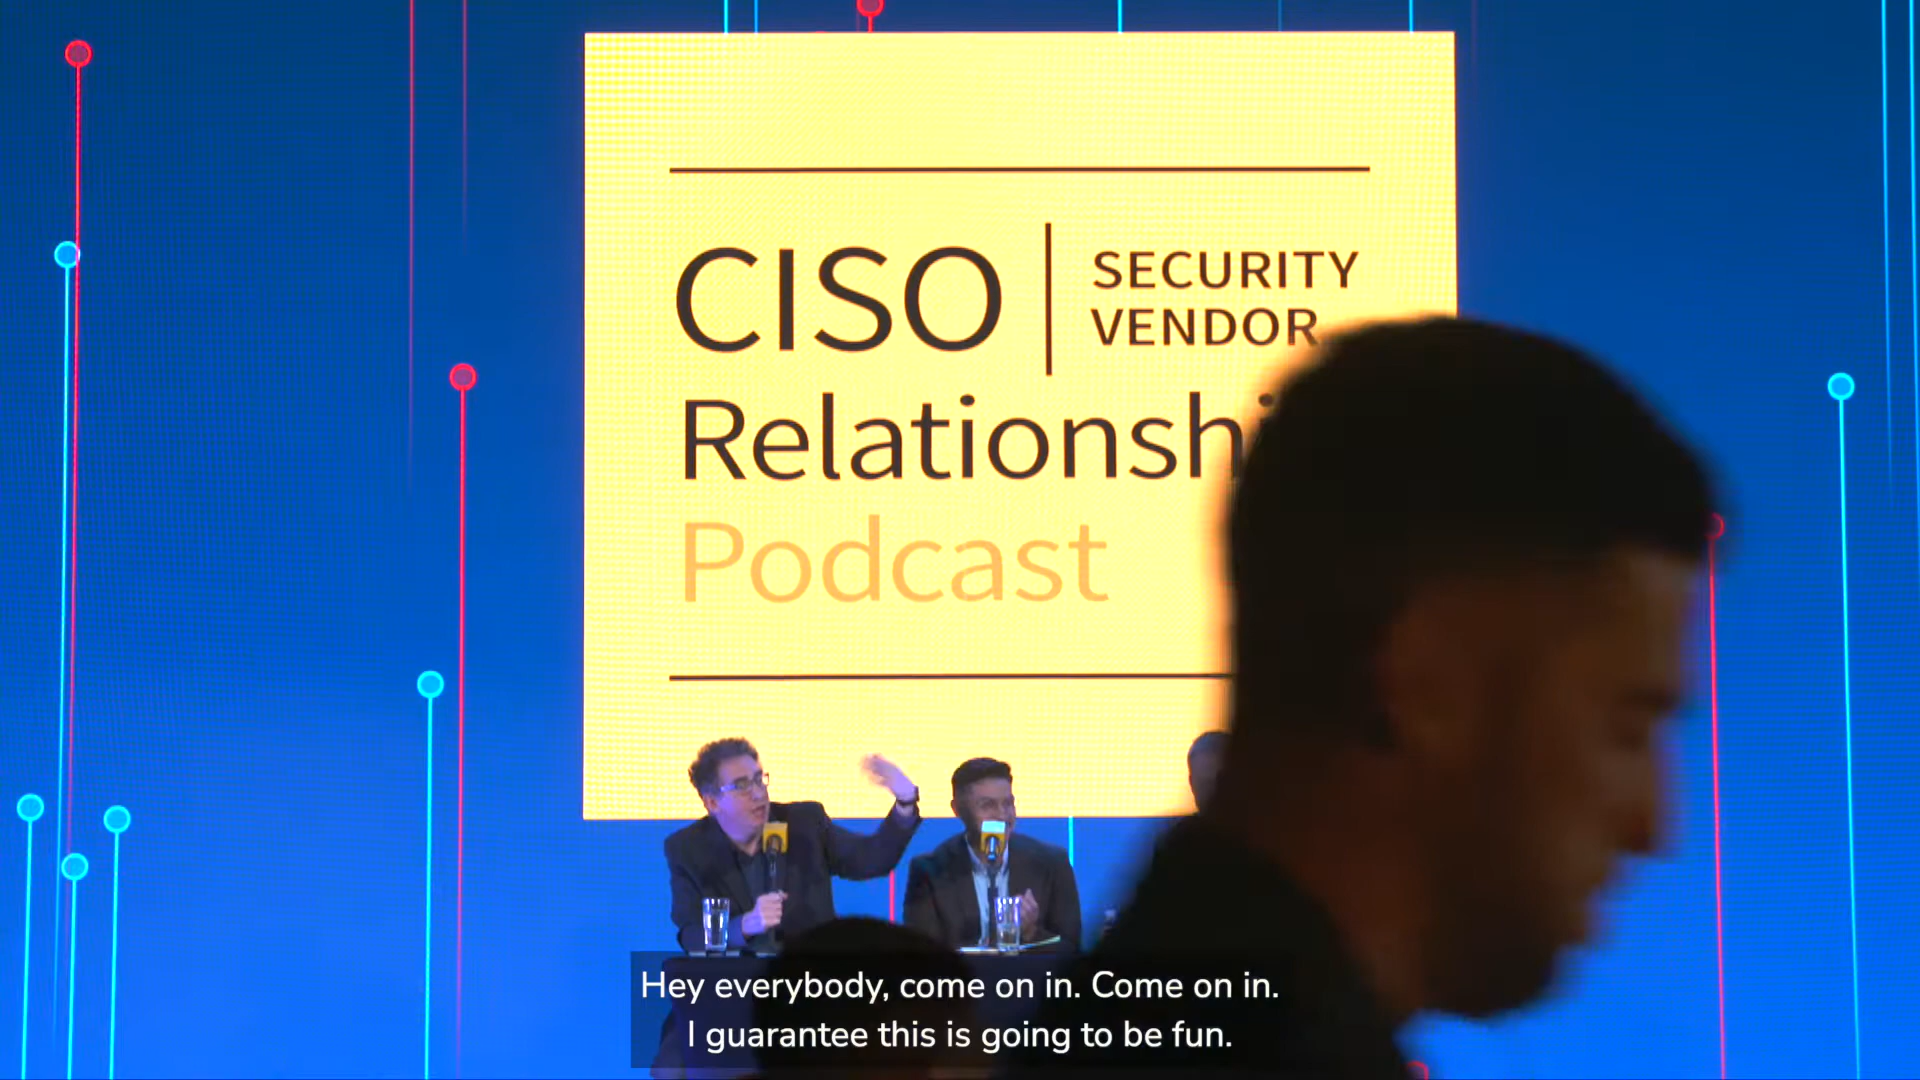 CISO
SECURITY
VENDOR
Relationshi
Podcast
Hey everybody, come on in. Come on in.
I guarantee this is going to be fun.